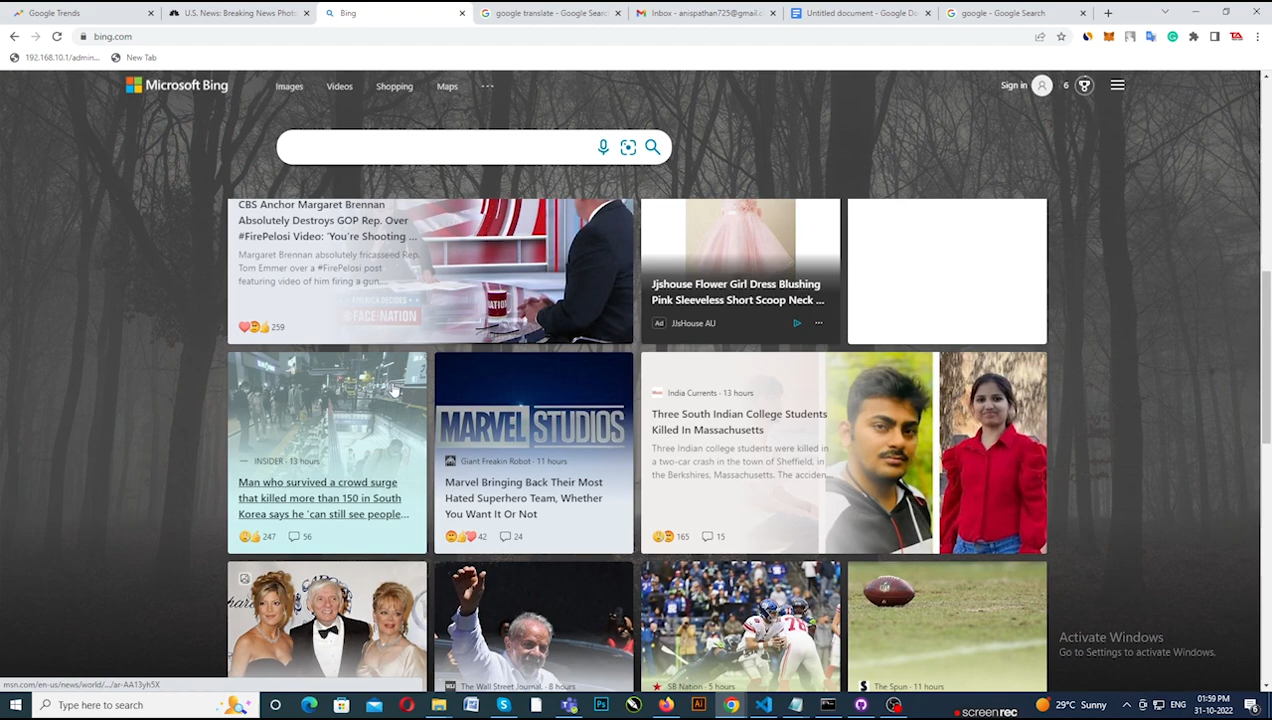 Google Trends
U.S. News: Breaking News Photo
Bing
google translate - Google Searc
Inbox - anispathan725@gmail.c
Untitled document - Google Do
google - Google Search
bing.com
192.168.10.1/admin...
New Tab
Microsoft Bing
Images
Videos
Shopping
Maps
Sign in
6
CBS Anchor Margaret Brennan
Absolutely Destroys GOP Rep. Over
#FirePelosi Video: 'You're Shooting ...
Margaret Brennan absolutely fricasseed Rep.
Tom Emmer over a #FirePelosi post
featuring video of him firing a gun....
259
AMERICA DECIDES
FACE NATION
NATION
Jjshouse Flower Girl Dress Blushing
Pink Sleeveless Short Scoop Neck ...
Ad JJsHouse AU
INSIDER · 13 hours
Man who survived a crowd surge
that killed more than 150 in South
Korea says he 'can still see people...
247 56
MARVEL STUDIOS
Giant Freakin Robot · 11 hours
Marvel Bringing Back Their Most
Hated Superhero Team, Whether
You Want It Or Not
42 24
India Currents · 13 hours
Three South Indian College Students
Killed In Massachusetts
Three Indian college students were killed in
a two-car crash in the town of Sheffield, in
the Berkshires, Massachusetts. The acciden...
165 15
The Wall Street Journal. · 8 hours
SB Nation · 5 hours
78
NFL
The Spun · 11 hours
Activate Windows
Go to Settings to activate Windows.
msn.com/en-us/news/world/.../ar-AA13yh5X
Type here to search
29°C Sunny
ENG
01:59 PM
31-10-2022
screenrec